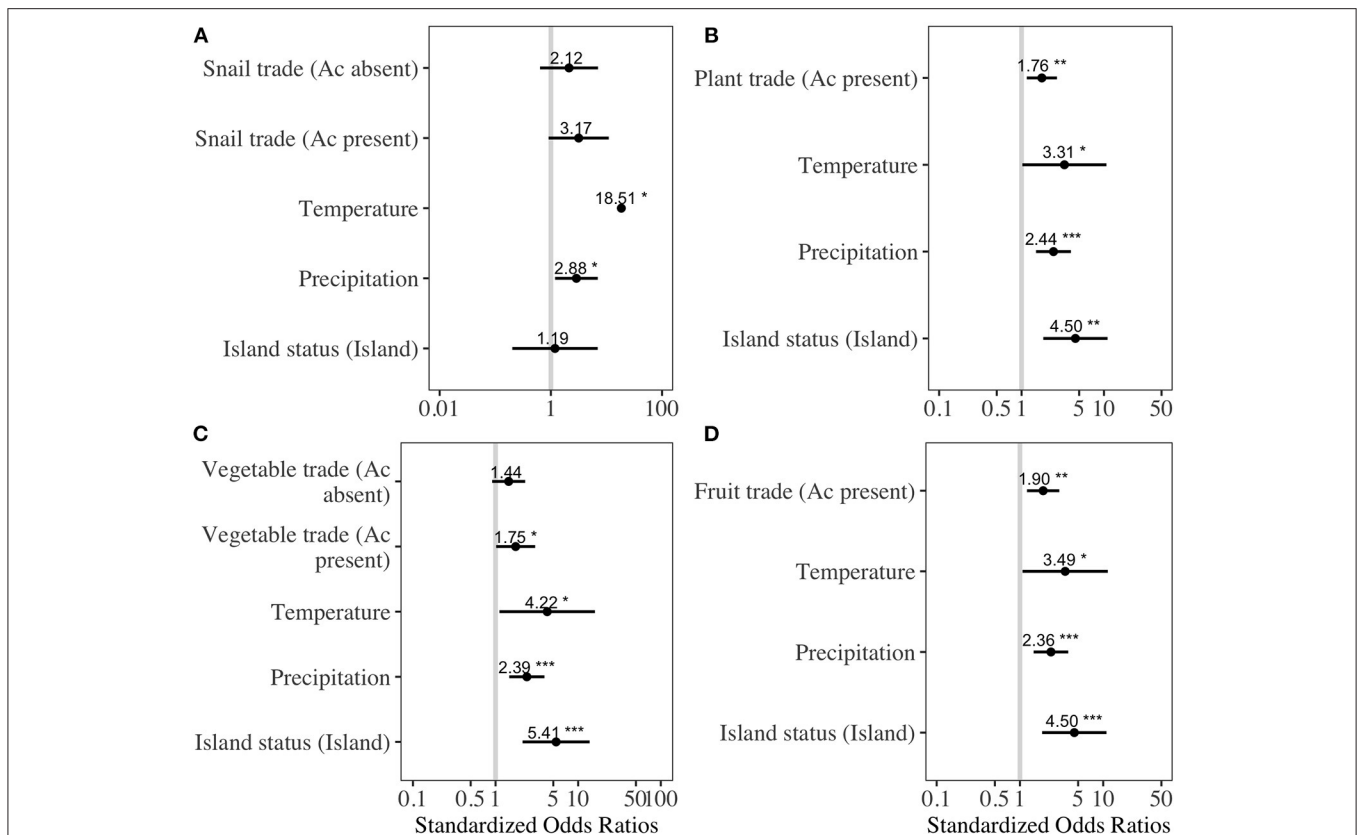 A
Snail trade (Ac absent)
2.12
Snail trade (Ac present)
3.17
Temperature
18.51 *
Precipitation
2.88 *
Island status (Island)
1.19
0.01 1 100
B
Plant trade (Ac present)
1.76 **
Temperature
3.31 *
Precipitation
2.44 ***
Island status (Island)
4.50 **
0.1 0.5 1 5 10 50
C
Vegetable trade (Ac
absent)
1.44
Vegetable trade (Ac
present)
1.75 *
Temperature
4.22 *
Precipitation
2.39 ***
Island status (Island)
5.41 ***
0.1 0.5 1 5 10 50 100
Standardized Odds Ratios
D
Fruit trade (Ac present)
1.90 **
Temperature
3.49 *
Precipitation
2.36 ***
Island status (Island)
4.50 ***
0.1 0.5 1 5 10 50
Standardized Odds Ratios